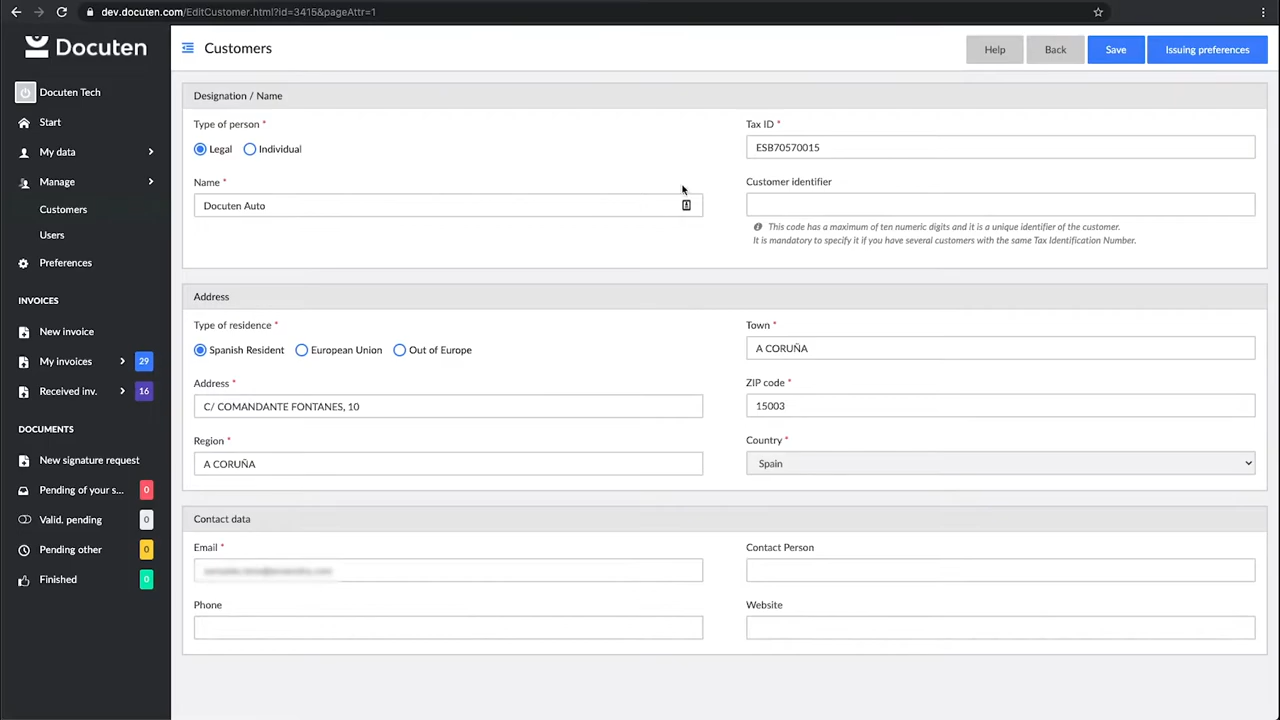 dev.docuten.com/EditCustomer.html?id=3415&pageAttr=1
Docuten
Docuten Tech
Start
My data
Manage
Customers
Users
Preferences
INVOICES
New invoice
My invoices 29
Received inv. 16
DOCUMENTS
New signature request
Pending of your s... 0
Valid. pending 0
Pending other 0
Finished 0
Customers
Help Back Save Issuing preferences
Designation / Name
Type of person *
Legal Individual
Tax ID *
ESB70570015
Name *
Docuten Auto
Customer identifier
This code has a maximum of ten numeric digits and it is a unique identifier of the customer.
It is mandatory to specify it if you have several customers with the same Tax Identification Number.
Address
Type of residence *
Spanish Resident European Union Out of Europe
Town *
A CORUÑA
Address *
C/ COMANDANTE FONTANES, 10
ZIP code *
15003
Region *
A CORUÑA
Country *
Spain
Contact data
Email *
Contact Person
Phone
Website